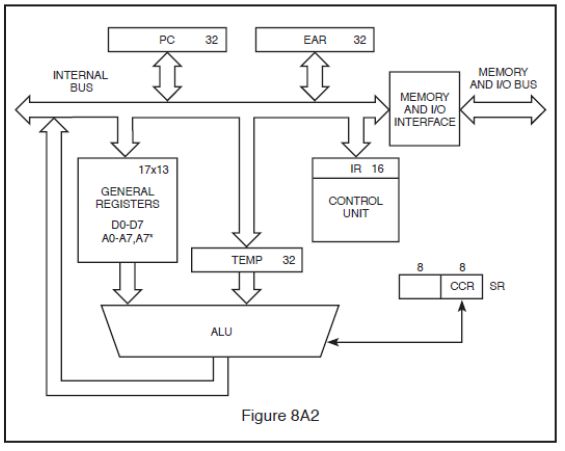 PC 32
EAR 32
INTERNAL
BUS
MEMORY
AND I/O BUS
MEMORY
AND I/O
INTERFACE
17x13
GENERAL
REGISTERS
D0-D7
A0-A7,A7*
IR 16
CONTROL
UNIT
TEMP 32
8 8
CCR SR
ALU
Figure 8A2